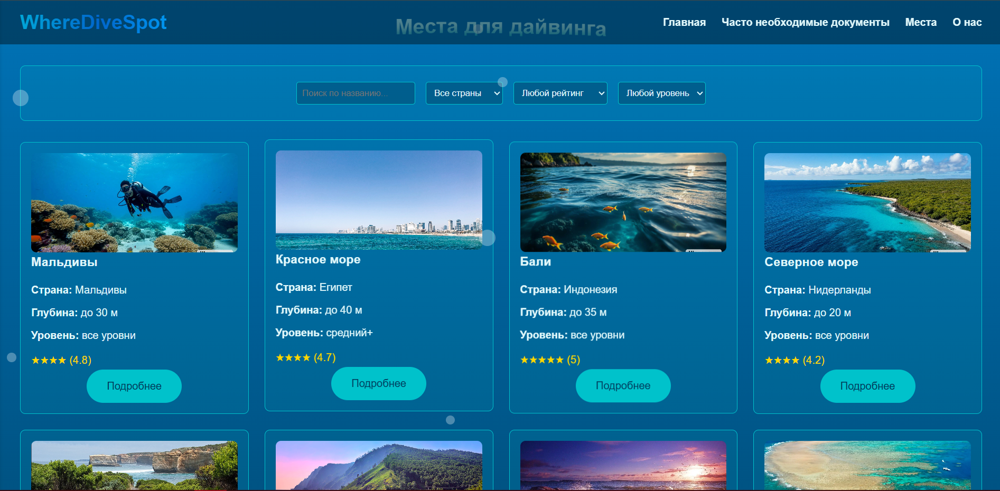 WhereDiveSpot
Места для дайвинга
Главная Часто необходимые документы Места О нас
Поиск по названию... Все страны Любой рейтинг Любой уровень
Мальдивы
Страна: Мальдивы
Глубина: до 30 м
Уровень: все уровни
★★★★ (4.8)
Подробнее
Красное море
Страна: Египет
Глубина: до 40 м
Уровень: средний+
★★★★ (4.7)
Подробнее
Бали
Страна: Индонезия
Глубина: до 35 м
Уровень: все уровни
★★★★★ (5)
Подробнее
Северное море
Страна: Нидерланды
Глубина: до 20 м
Уровень: все уровни
★★★★ (4.2)
Подробнее